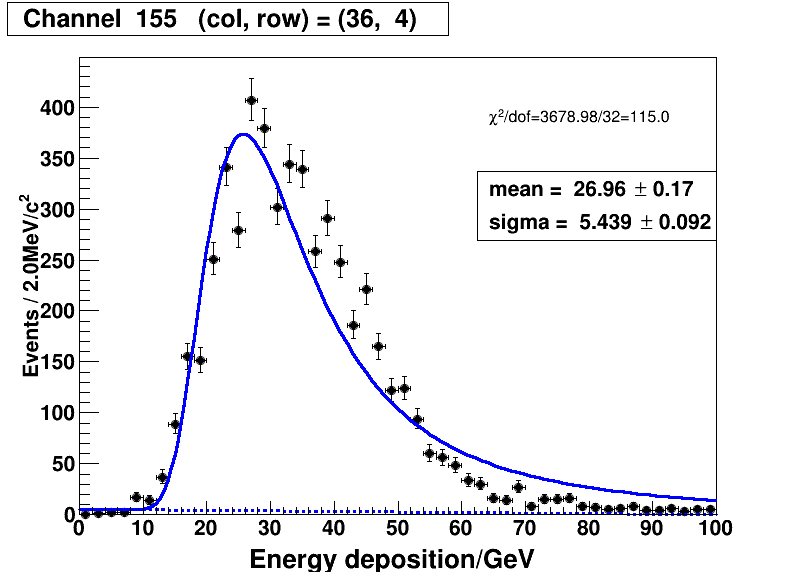 Channel 155 (col, row) = (36, 4)
χ²/dof=3678.98/32=115.0
mean = 26.96 ± 0.17
sigma = 5.439 ± 0.092
Events / 2.0MeV/c²
400
350
300
250
200
150
100
50
0
0 10 20 30 40 50 60 70 80 90 100
Energy deposition/GeV